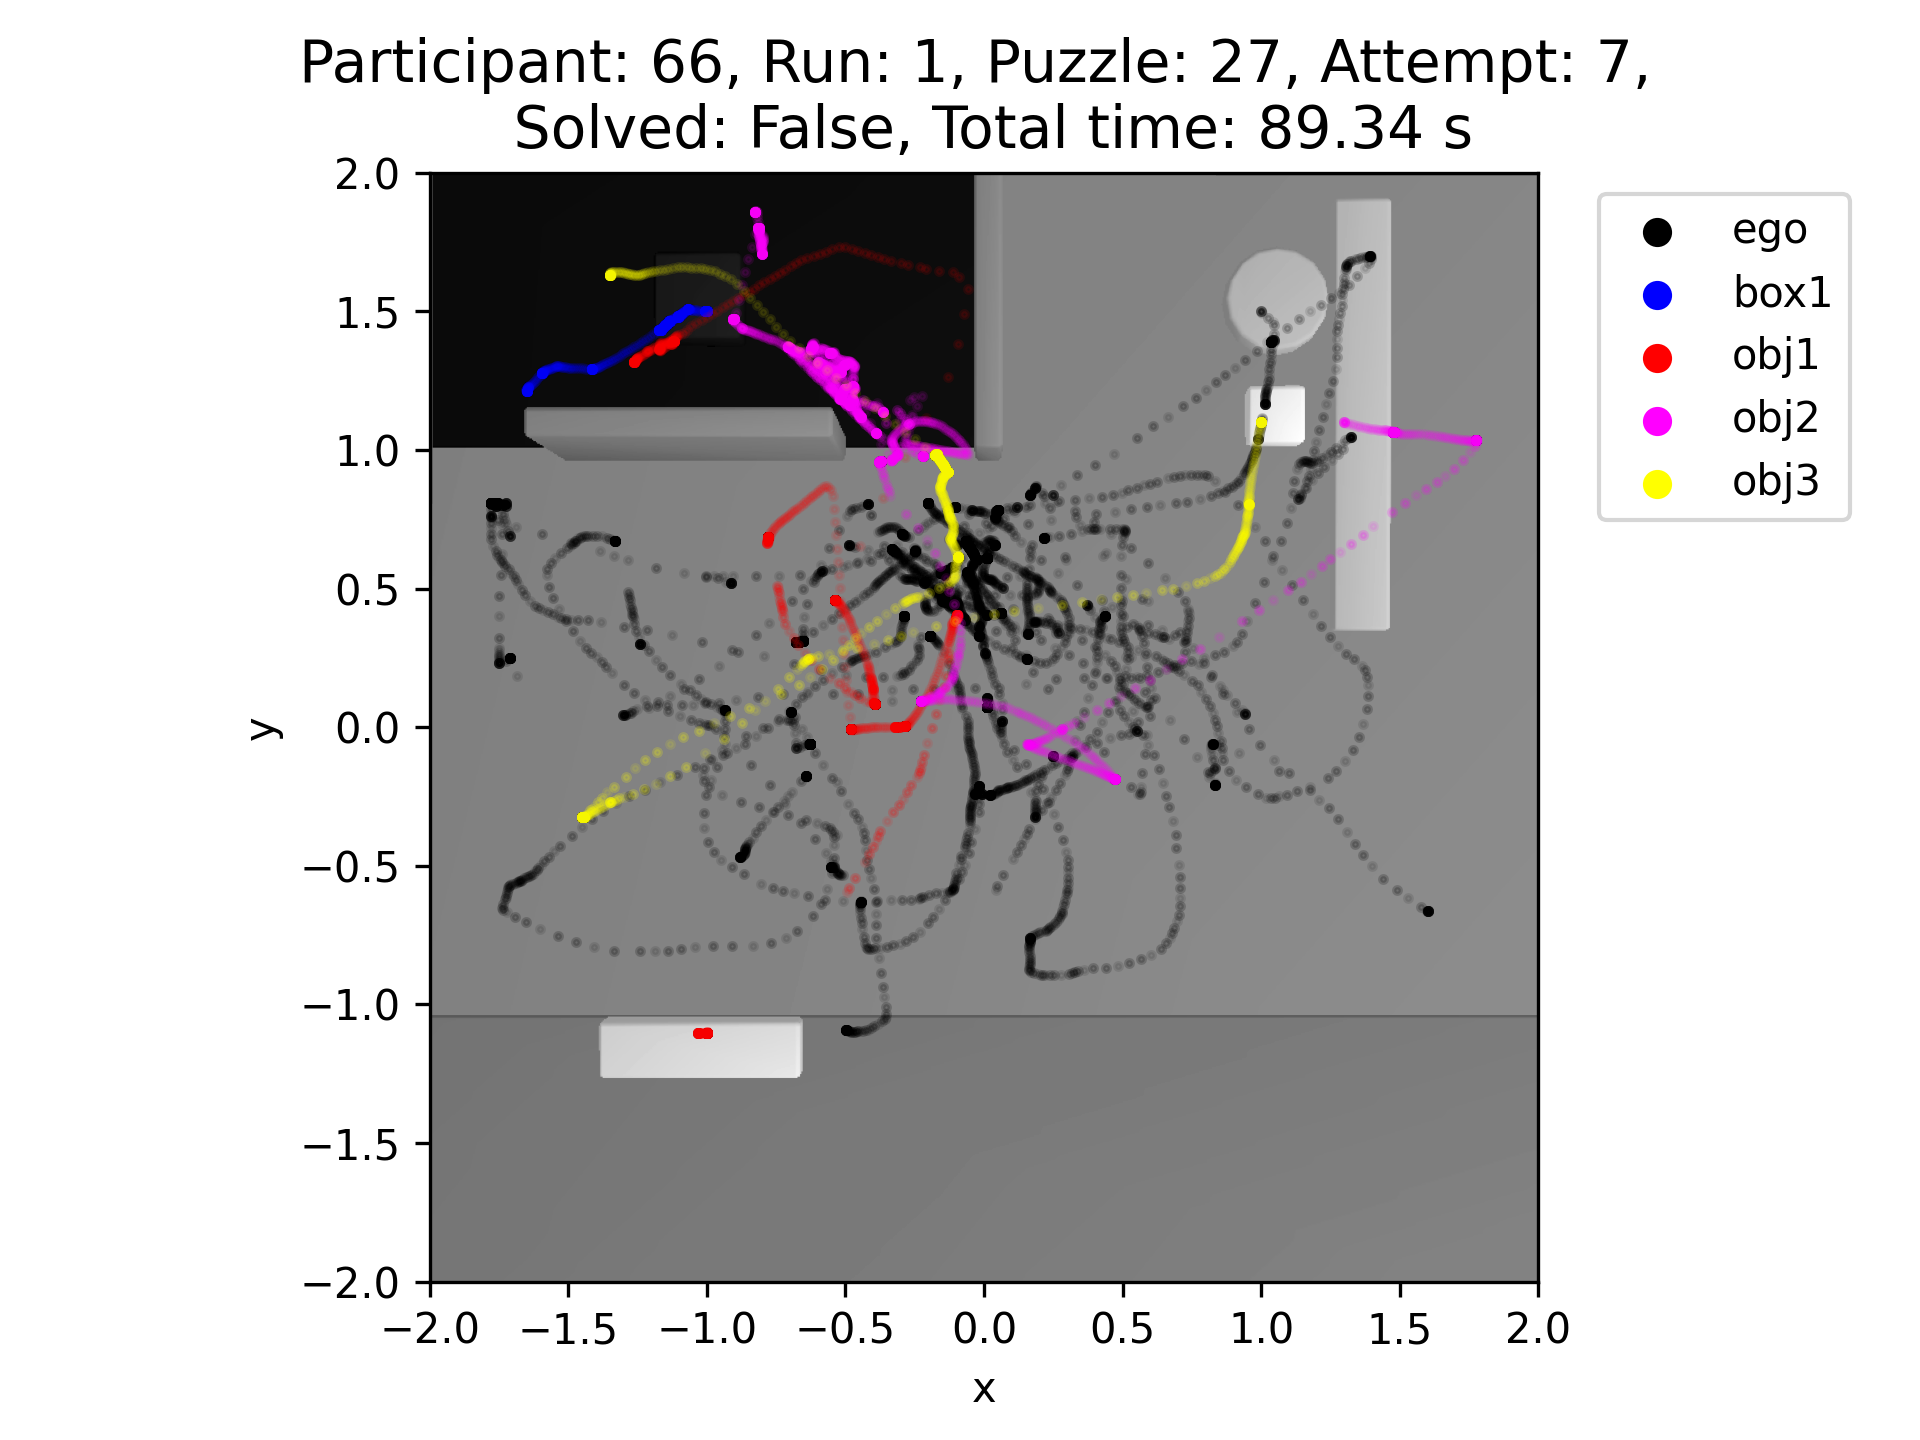 Participant: 66, Run: 1, Puzzle: 27, Attempt: 7,
Solved: False, Total time: 89.34 s
2.0
1.5
1.0
0.5
0.0
−0.5
−1.0
−1.5
−2.0
y
−2.0 −1.5 −1.0 −0.5 0.0 0.5 1.0 1.5 2.0
x
ego
box1
obj1
obj2
obj3